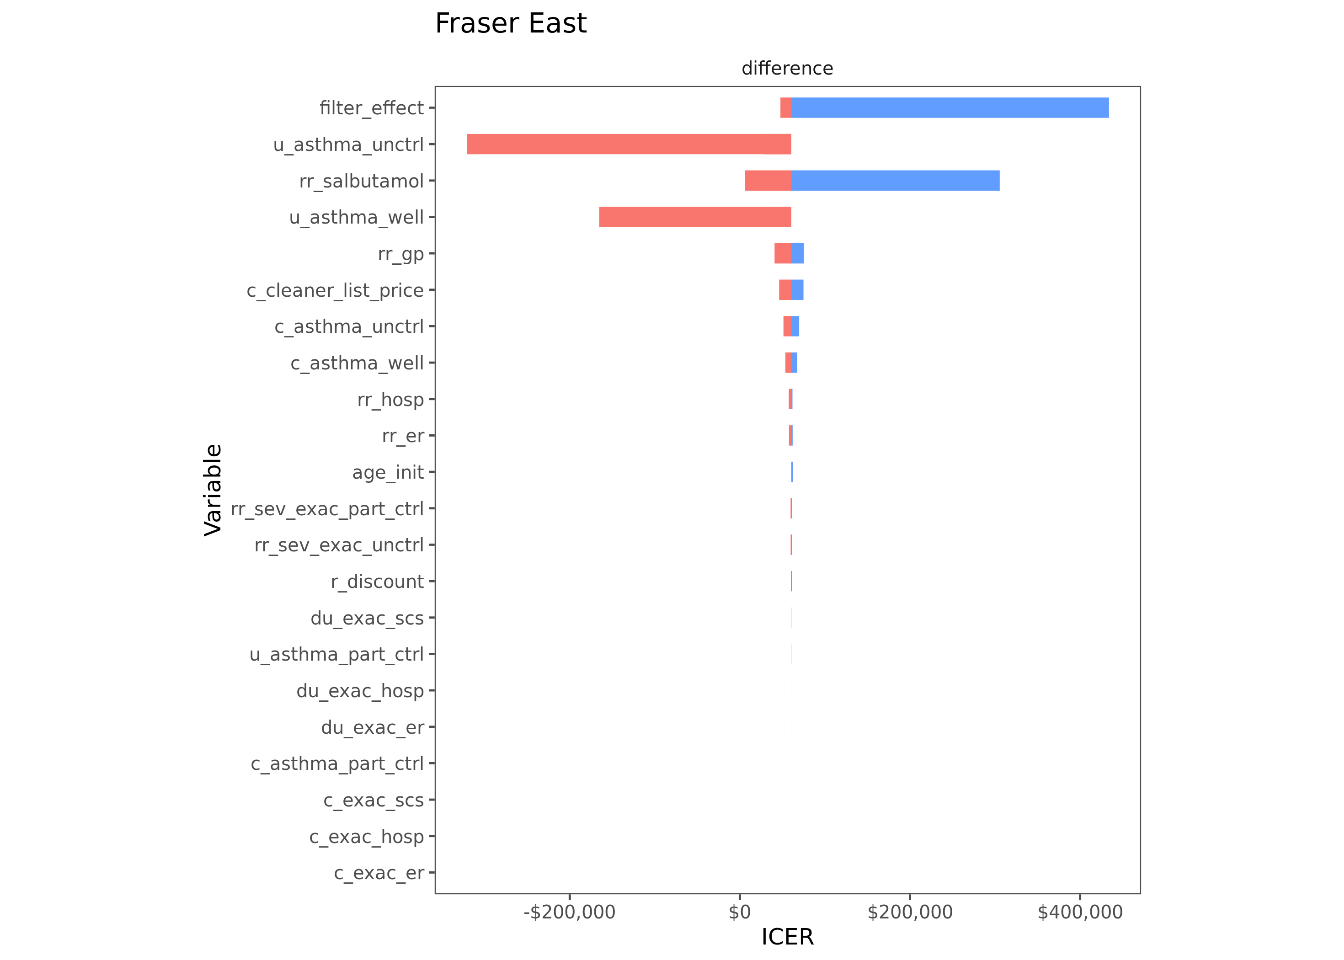 Fraser East
difference
filter_effect
u_asthma_unctrl
rr_salbutamol
u_asthma_well
rr_gp
c_cleaner_list_price
c_asthma_unctrl
c_asthma_well
rr_hosp
rr_er
age_init
rr_sev_exac_part_ctrl
rr_sev_exac_unctrl
r_discount
du_exac_scs
u_asthma_part_ctrl
du_exac_hosp
du_exac_er
c_asthma_part_ctrl
c_exac_scs
c_exac_hosp
c_exac_er
Variable
-$200,000 $0 $200,000 $400,000
ICER